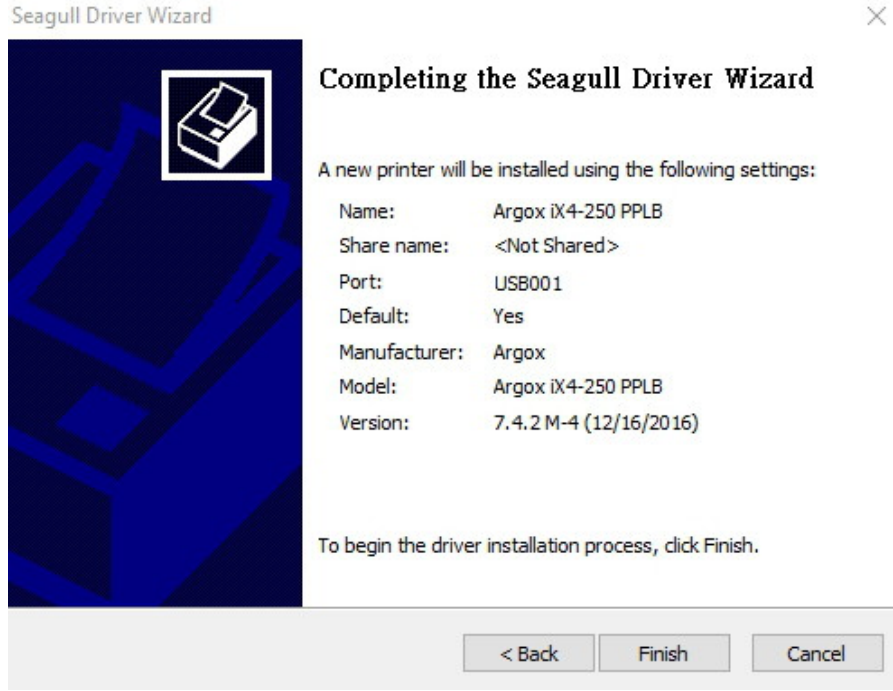 Seagull Driver Wizard
Completing the Seagull Driver Wizard
A new printer will be installed using the following settings:
Name: Argox iX4-250 PPLB
Share name: <Not Shared>
Port: USB001
Default: Yes
Manufacturer: Argox
Model: Argox iX4-250 PPLB
Version: 7.4.2 M-4 (12/16/2016)
To begin the driver installation process, click Finish.
< Back Finish Cancel